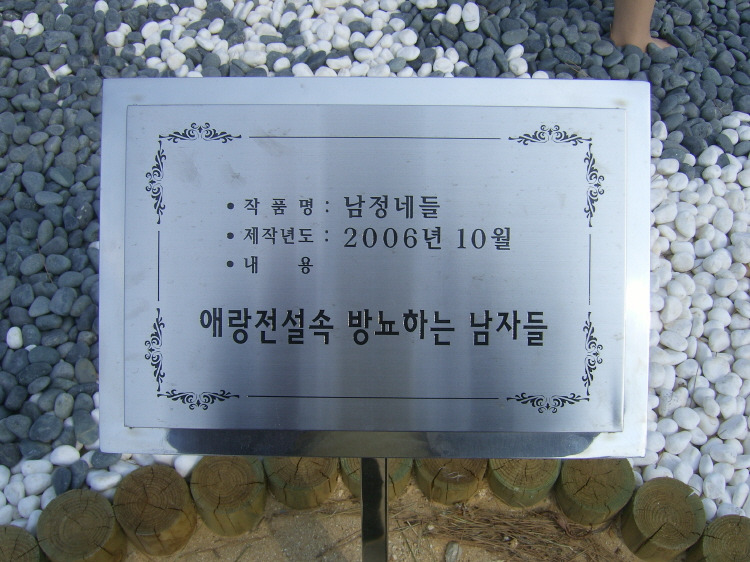 • 작품명 : 남정네들
• 제작년도 : 2006년 10월
• 내 용
애랑전설속 방뇨하는 남자들